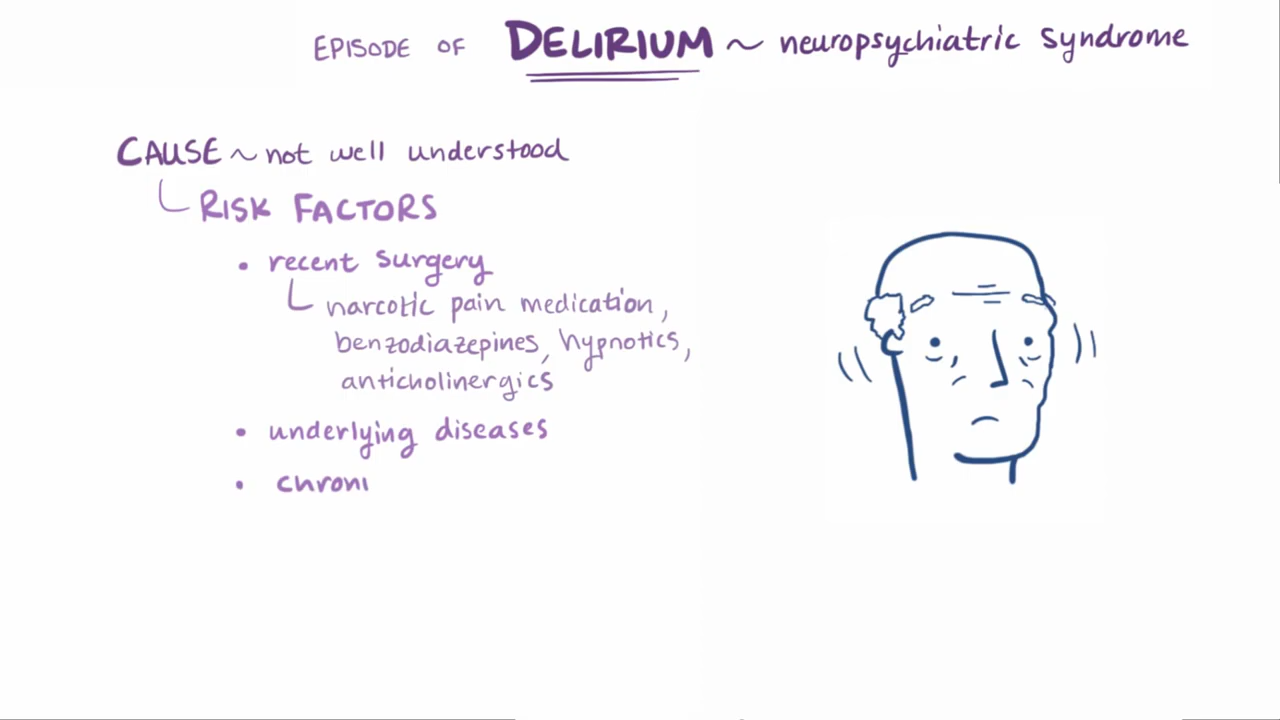 EPISODE OF DELIRIUM ~ neuropsychiatric syndrome
CAUSE ~ not well understood
RISK FACTORS
• recent surgery
narcotic pain medication,
benzodiazepines, hypnotics,
anticholinergics
• underlying diseases
• chroni